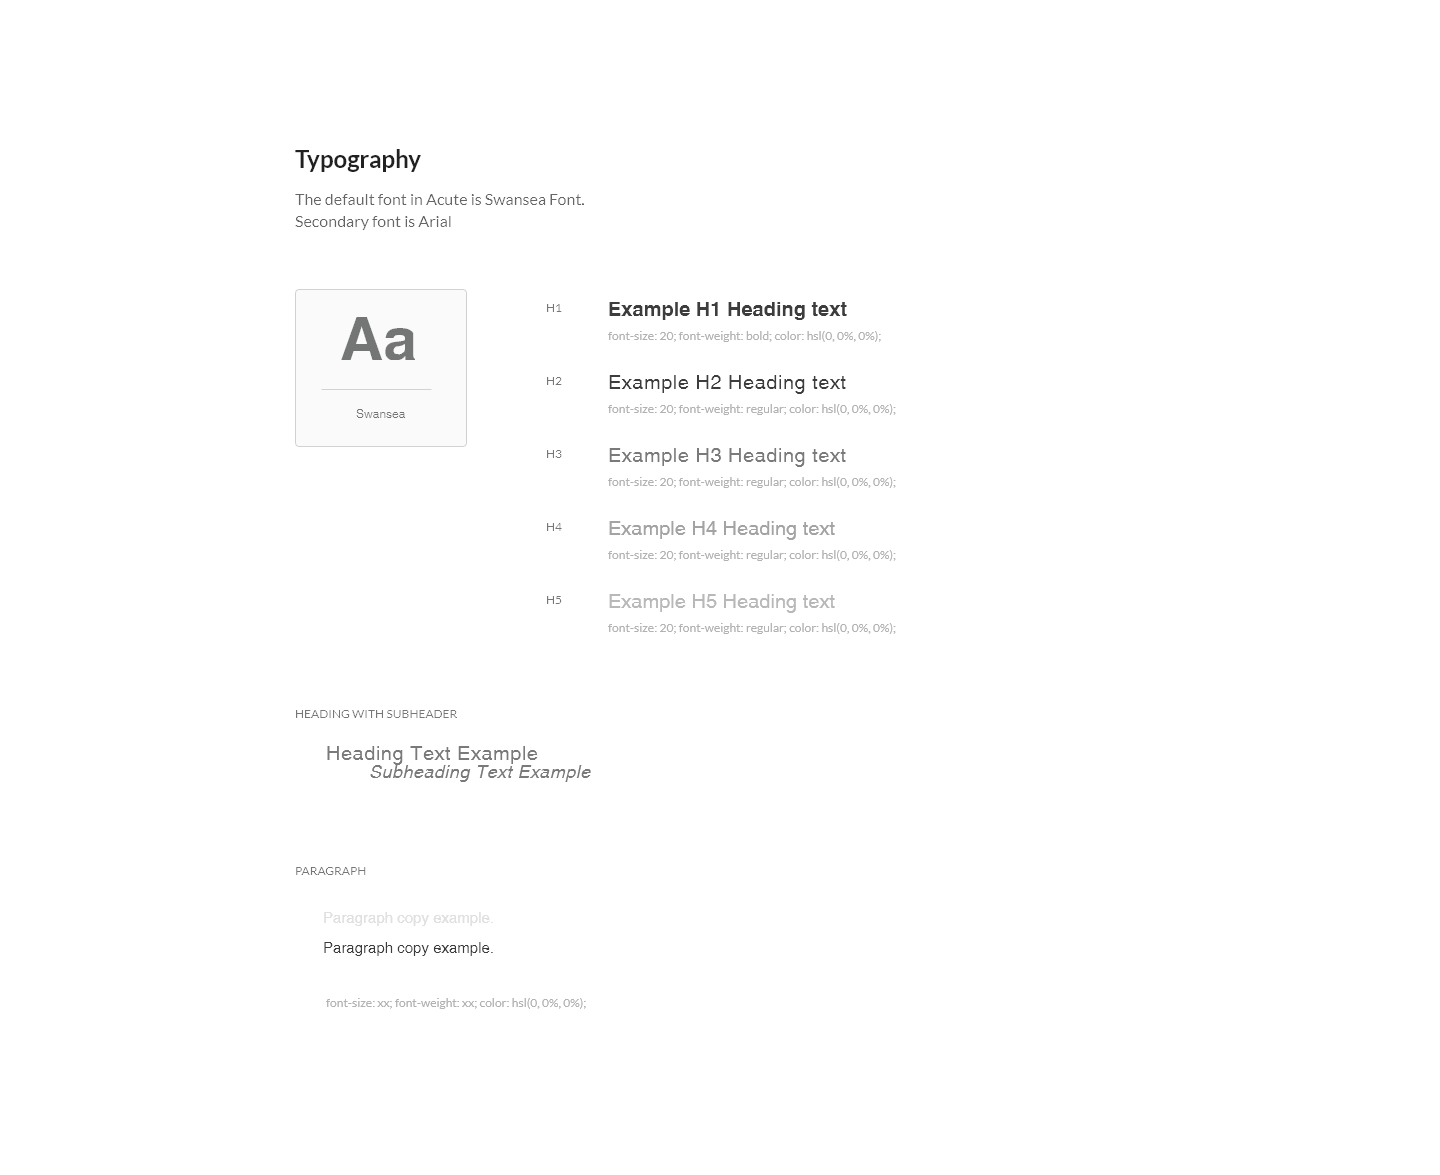 Typography
The default font in Acute is Swansea Font.
Secondary font is Arial
Aa
Swansea
H1
Example H1 Heading text
font-size: 20; font-weight: bold; color: hsl(0, 0%, 0%);
H2
Example H2 Heading text
font-size: 20; font-weight: regular; color: hsl(0, 0%, 0%);
H3
Example H3 Heading text
font-size: 20; font-weight: regular; color: hsl(0, 0%, 0%);
H4
Example H4 Heading text
font-size: 20; font-weight: regular; color: hsl(0, 0%, 0%);
H5
Example H5 Heading text
font-size: 20; font-weight: regular; color: hsl(0, 0%, 0%);
HEADING WITH SUBHEADER
Heading Text Example
Subheading Text Example
PARAGRAPH
Paragraph copy example.
Paragraph copy example.
font-size: xx; font-weight: xx; color: hsl(0, 0%, 0%);